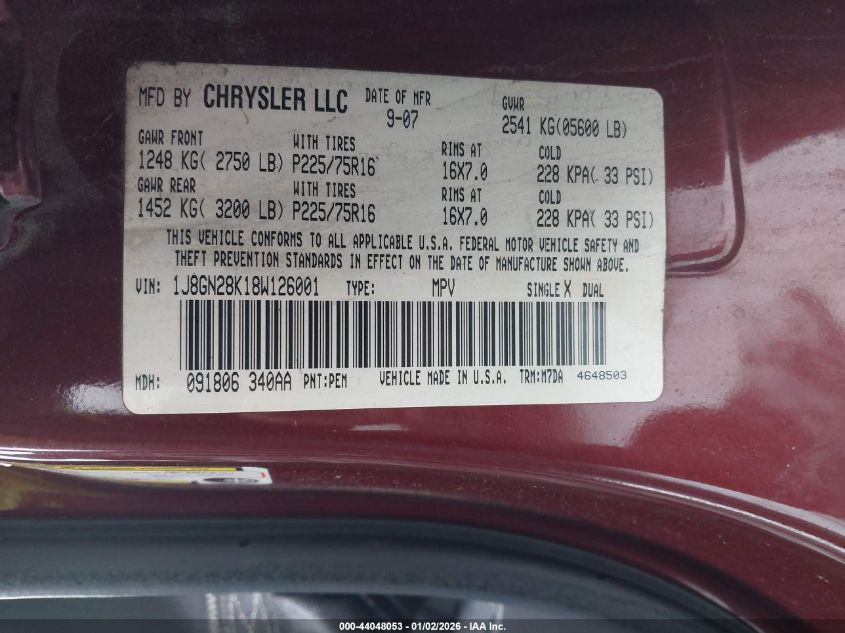 MFD BY CHRYSLER LLC DATE OF MFR GVWR
9-07 2541 KG(05600 LB)
GAWR FRONT WITH TIRES RIMS AT COLD
1248 KG( 2750 LB) P225/75R16 16X7.0 228 KPA( 33 PSI)
GAWR REAR WITH TIRES RIMS AT COLD
1452 KG( 3200 LB) P225/75R16 16X7.0 228 KPA( 33 PSI)
THIS VEHICLE CONFORMS TO ALL APPLICABLE U.S.A. FEDERAL MOTOR VEHICLE SAFETY AND
THEFT PREVENTION STANDARDS IN EFFECT ON THE DATE OF MANUFACTURE SHOWN ABOVE.
VIN: 1J8GN28K18W126001 TYPE: MPV SINGLE X DUAL
MDH: 091806 340AA PNT:PEM VEHICLE MADE IN U.S.A. TRM:M7DA 4648503
000-44048053 - 01/02/2026 - IAA, Inc.